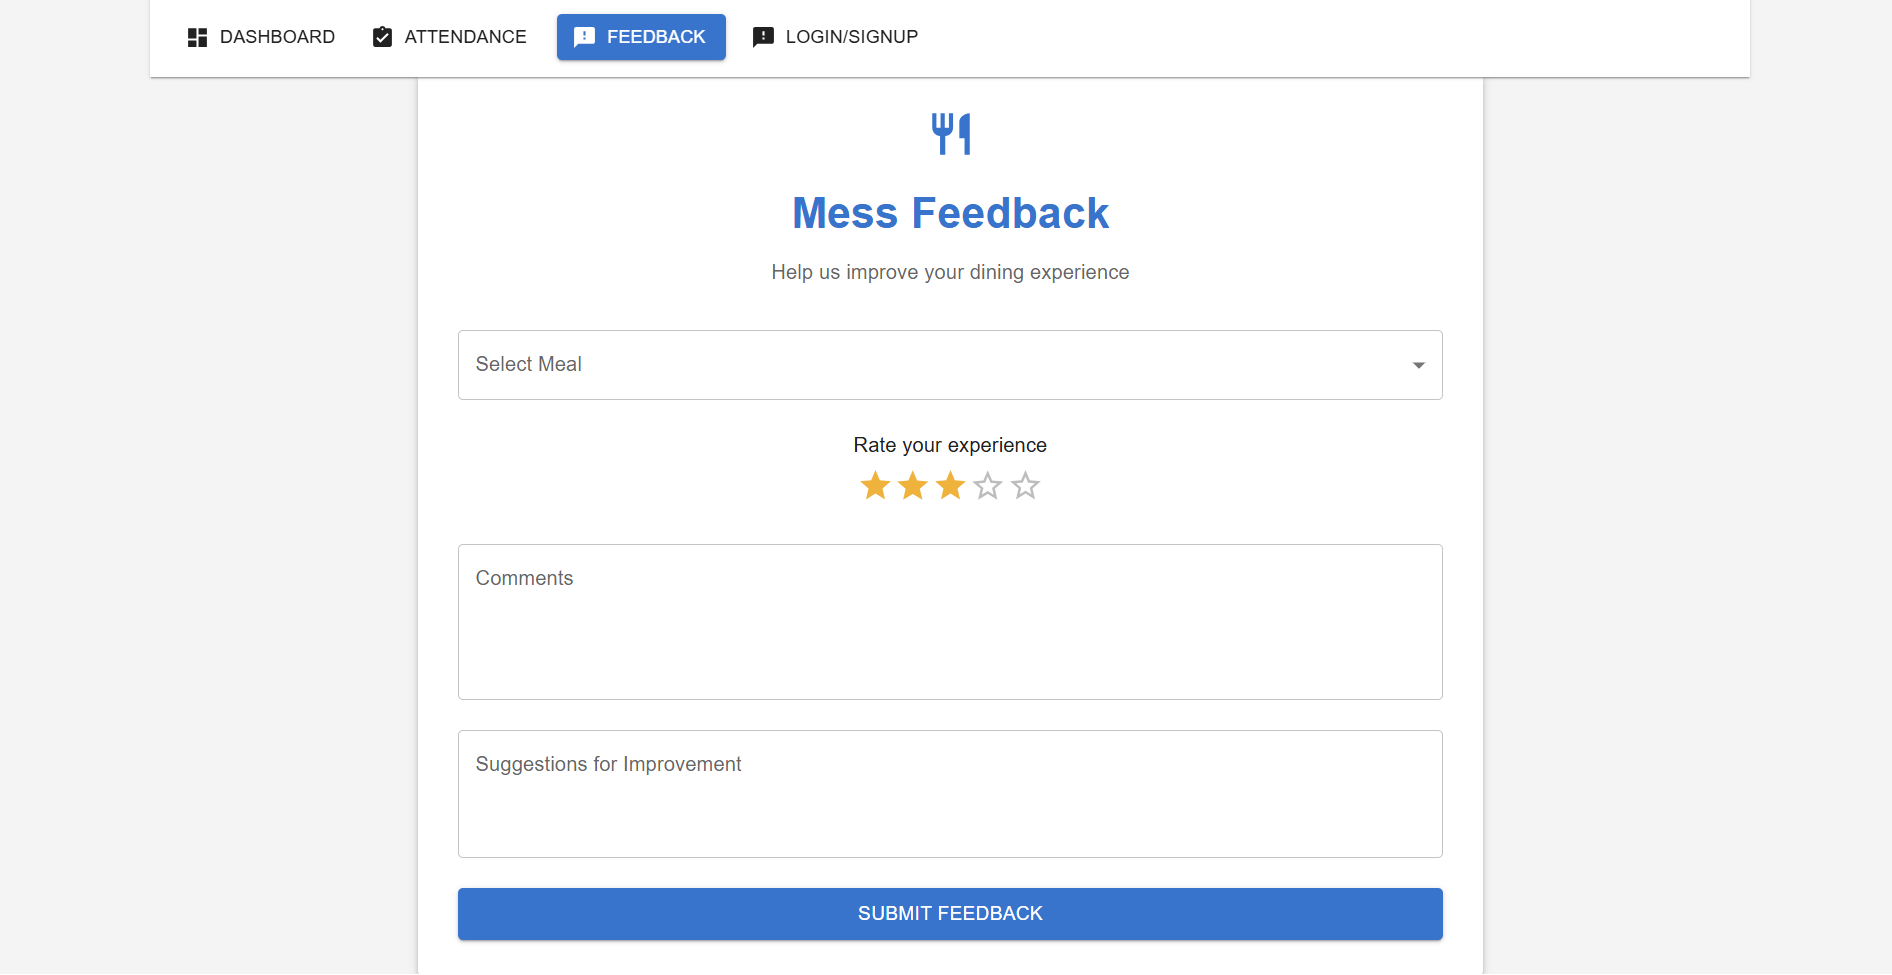 DASHBOARD ATTENDANCE FEEDBACK LOGIN/SIGNUP
Mess Feedback
Help us improve your dining experience
Select Meal
Rate your experience
Comments
Suggestions for Improvement
SUBMIT FEEDBACK